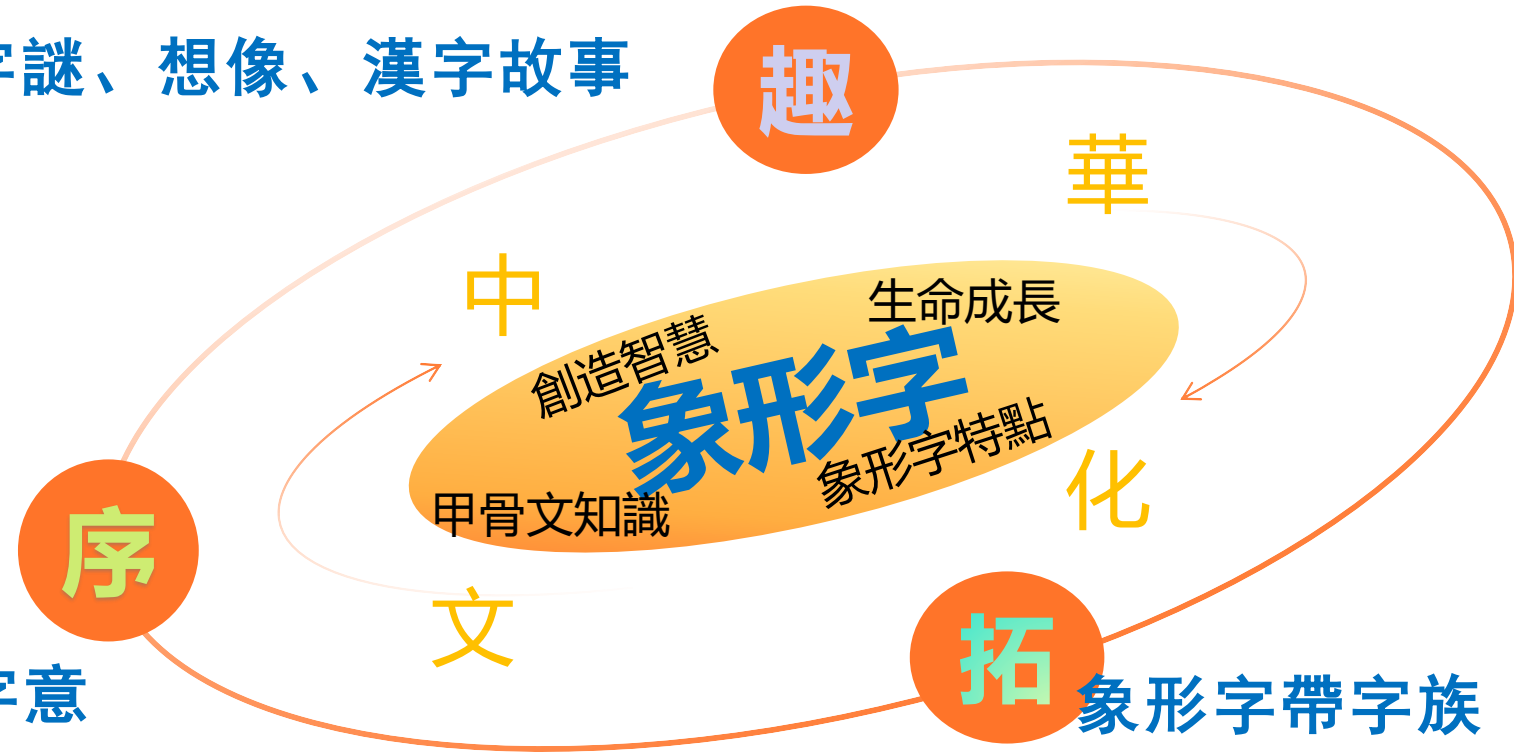 字謎、想像、漢字故事
趣
華
中
生命成長
創造智慧
象形字
象形字特點
甲骨文知識
化
序
文
拓
字意
象形字帶字族